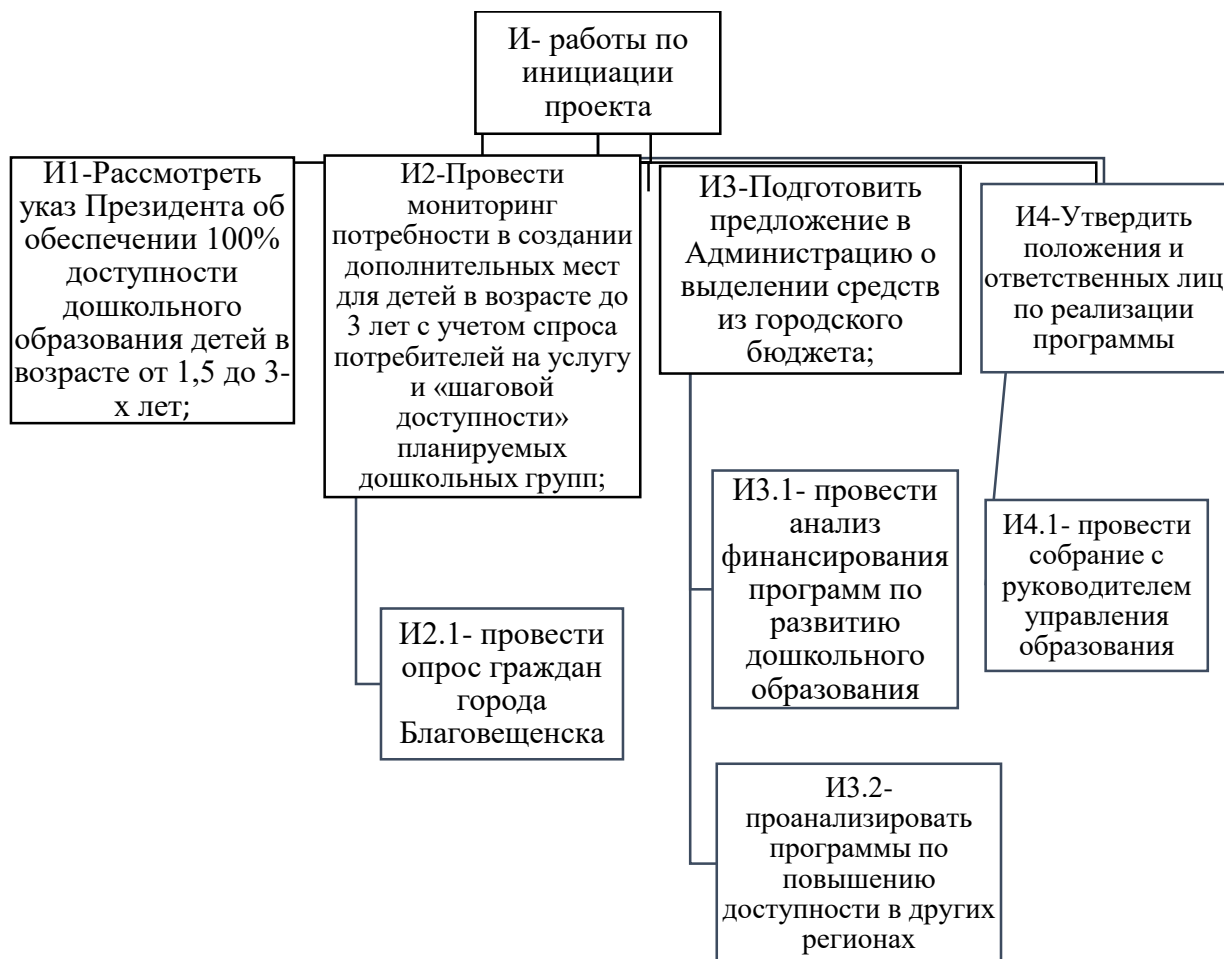 И- работы по
инициации
проекта
И1-Рассмотреть
указ Президента об
обеспечении 100%
доступности
дошкольного
образования детей в
возрасте от 1,5 до 3-
х лет;
И2-Провести
мониторинг
потребности в создании
дополнительных мест
для детей в возрасте до
3 лет с учетом спроса
потребителей на услугу
и «шаговой
доступности»
планируемых
дошкольных групп;
И3-Подготовить
предложение в
Администрацию о
выделении средств
из городского
бюджета;
И4-Утвердить
положения и
ответственных лиц
по реализации
программы
И2.1- провести
опрос граждан
города
Благовещенска
И3.1- провести
анализ
финансирования
программ по
развитию
дошкольного
образования
И3.2-
проанализировать
программы по
повышению
доступности в других
регионах
И4.1- провести
собрание с
руководителем
управления
образования